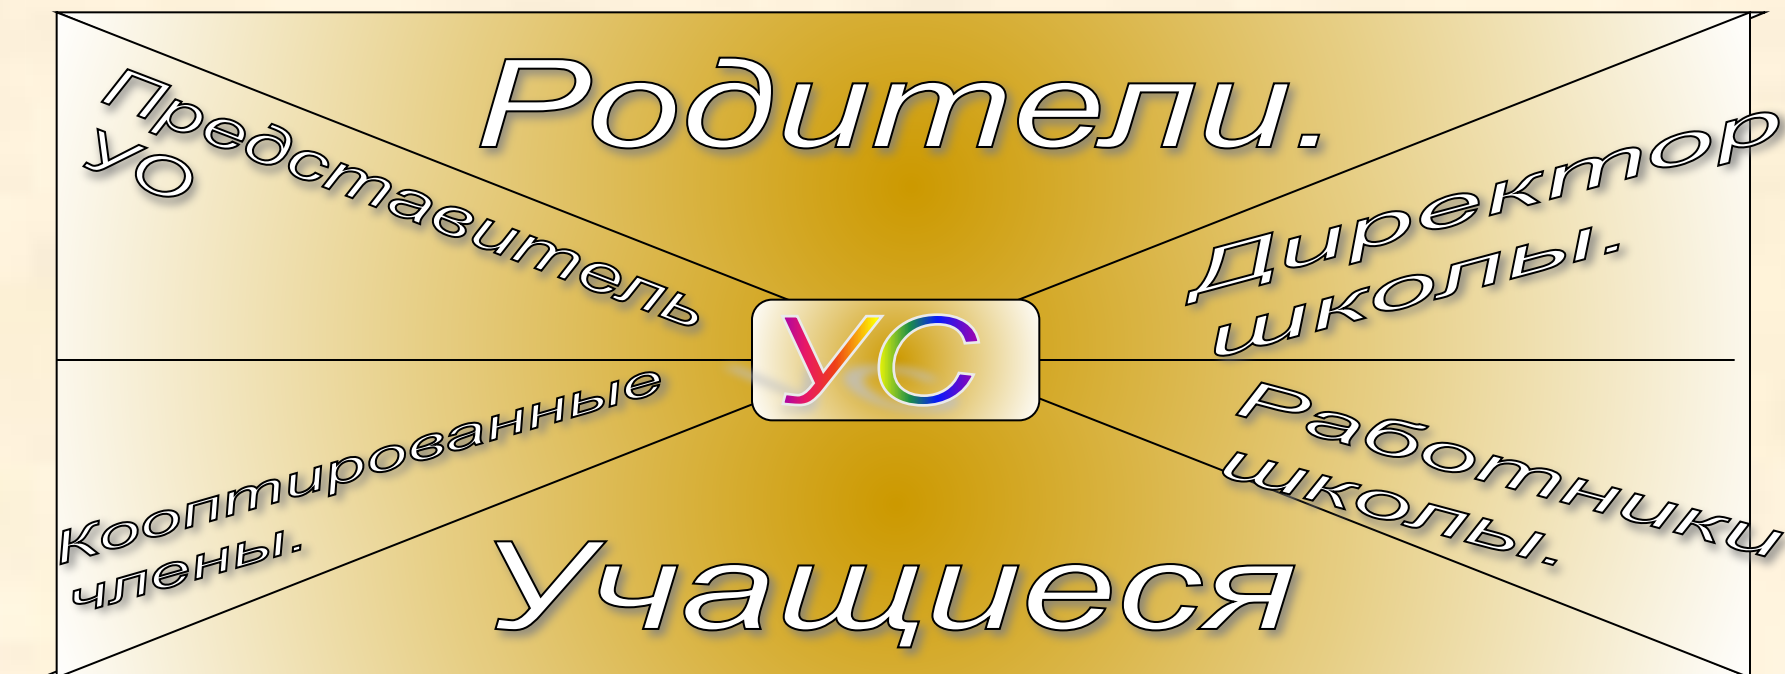 Родители.
Представитель
УО
Директор
школы.
УС
Кооптированные
члены.
Работники
школы.
Учащиеся